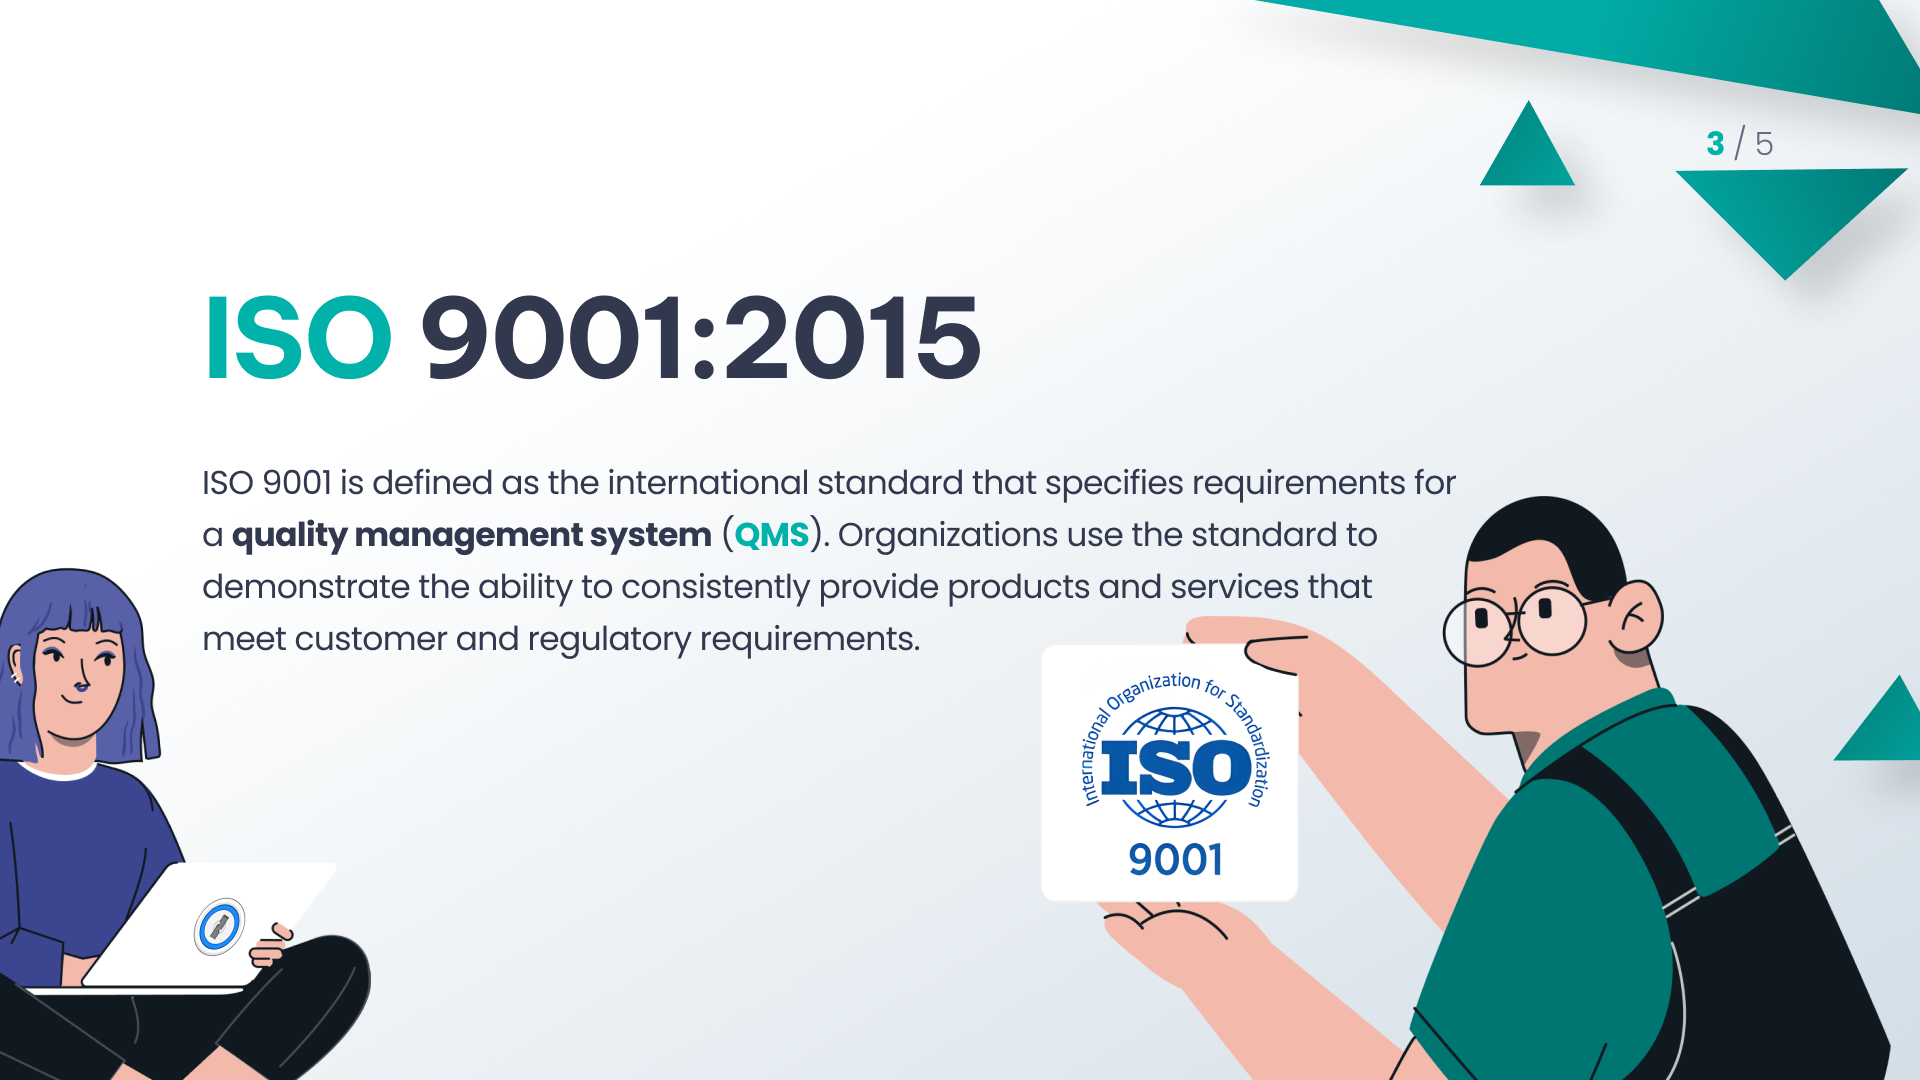 3 / 5
ISO 9001:2015
ISO 9001 is defined as the international standard that specifies requirements for
a quality management system (QMS). Organizations use the standard to
demonstrate the ability to consistently provide products and services that
meet customer and regulatory requirements.
International Organization for Standardization
ISO
9001